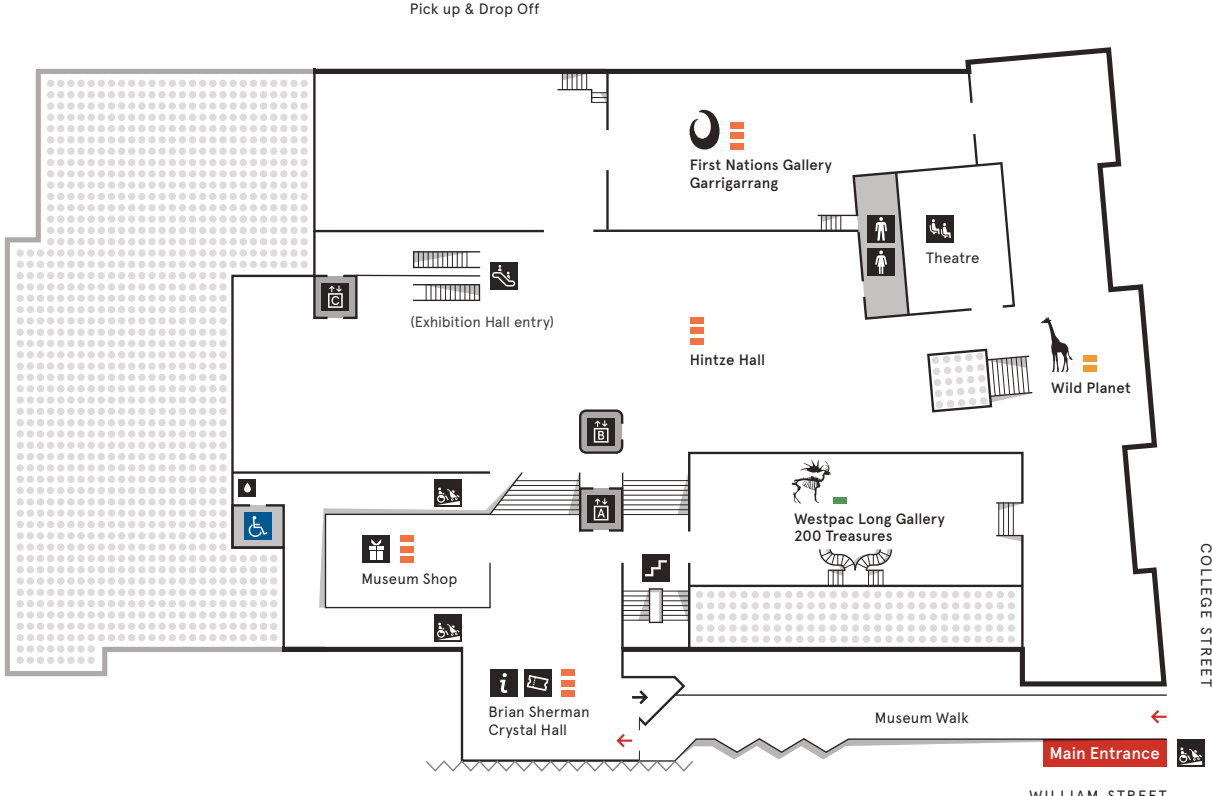 Pick up & Drop Off
First Nations Gallery
Garrigarrang
Theatre
C
(Exhibition Hall entry)
Hintze Hall
Wild Planet
B
A
Westpac Long Gallery
200 Treasures
Museum Shop
COLLEGE STREET
i
Brian Sherman
Crystal Hall
Museum Walk
Main Entrance
WILLIAM STREET